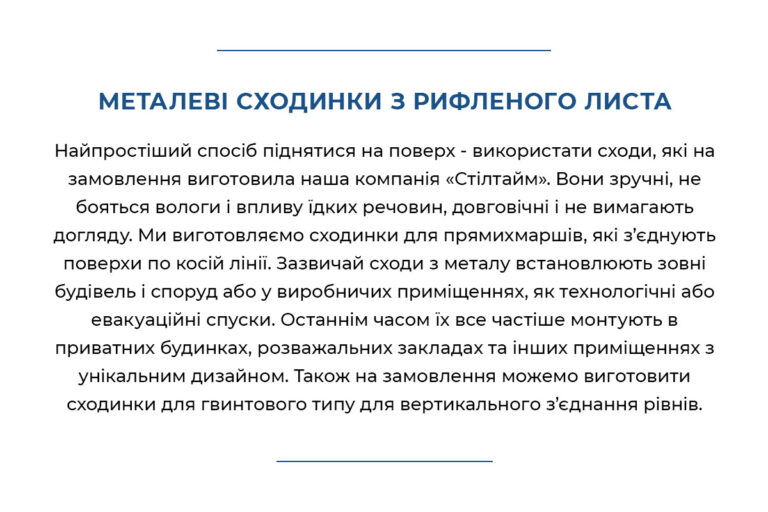 МЕТАЛЕВІ СХОДИНКИ З РИФЛЕНОГО ЛИСТА
Найпростіший спосіб піднятися на поверх - використати сходи, які на
замовлення виготовила наша компанія «Стілтайм». Вони зручні, не
бояться вологи і впливу їдких речовин, довговічні і не вимагають
догляду. Ми виготовляємо сходинки для прямихмаршів, які з’єднують
поверхи по косій лінії. Зазвичай сходи з металу встановлюють зовні
будівель і споруд або у виробничих приміщеннях, як технологічні або
евакуаційні спуски. Останнім часом їх все частіше монтують в
приватних будинках, розважальних закладах та інших приміщеннях з
унікальним дизайном. Також на замовлення можемо виготовити
сходинки для гвинтового типу для вертикального з’єднання рівнів.